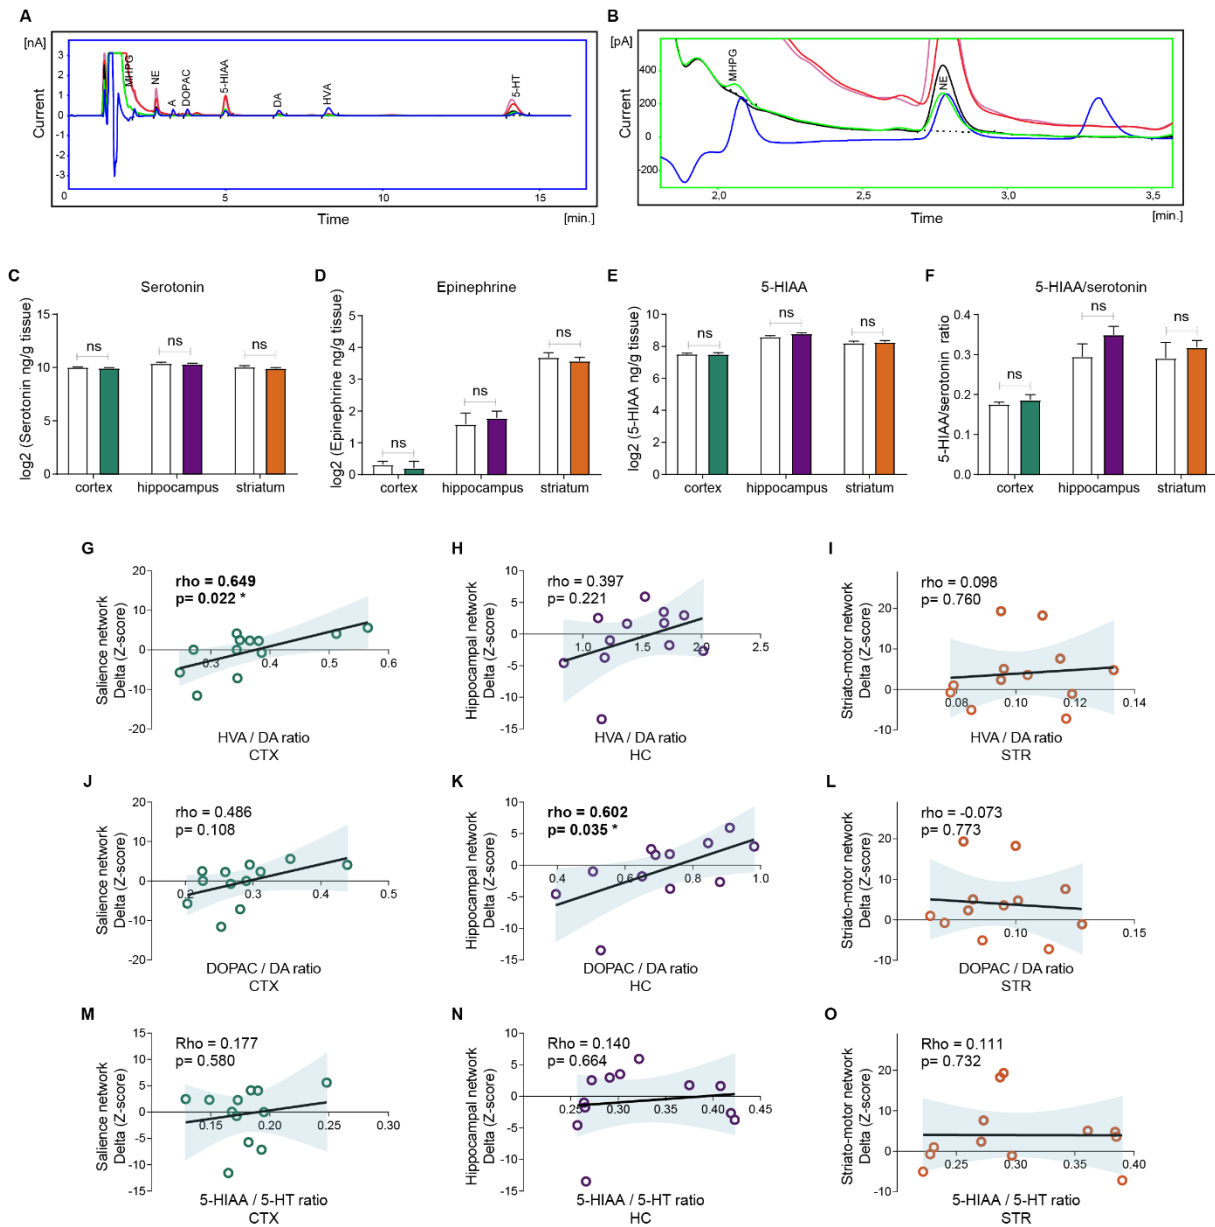 A
[nA]
Current
3
2
1
0
-1
-2
-3
MHPG
NE
A
DOPAC
5-HIAA
DA
HVA
5-HT
0
5
10
15
Time
[min.]
B
[pA]
Current
400
200
0
-200
MHPG
NE
2,0
2,5
3,0
3,5
Time
[min.]
C
Serotonin
log2 (Serotonin ng/g tissue)
15
10
5
0
ns
ns
ns
cortex
hippocampus
striatum
D
Epinephrine
log2 (Epinephrine ng/g tissue)
5
4
3
2
1
0
ns
ns
ns
cortex
hippocampus
striatum
E
5-HIAA
log2 (5-HIAA ng/g tissue)
10
8
6
4
2
0
ns
ns
ns
cortex
hippocampus
striatum
F
5-HIAA/serotonin
5-HIAA/serotonin ratio
0.4
0.3
0.2
0.1
0.0
ns
ns
ns
cortex
hippocampus
striatum
G
rho = 0.649
p= 0.022 *
Salience network
Delta (Z-score)
20
10
0
-10
-20
0.3
0.4
0.5
0.6
HVA / DA ratio
CTX
H
rho = 0.397
p= 0.221
Hippocampal network
Delta (Z-score)
10
5
0
-5
-10
-15
1.0
1.5
2.0
2.5
HVA / DA ratio
HC
I
rho = 0.098
p= 0.760
Striato-motor network
Delta (Z-score)
20
10
0
-10
0.08
0.10
0.12
0.14
HVA / DA ratio
STR
J
rho = 0.486
p= 0.108
Salience network
Delta (Z-score)
20
10
0
-10
-20
0.2
0.3
0.4
0.5
DOPAC / DA ratio
CTX
K
rho = 0.602
p= 0.035 *
Hippocampal network
Delta (Z-score)
10
5
0
-5
-10
-15
0.4
0.6
0.8
1.0
DOPAC / DA ratio
HC
L
rho = -0.073
p= 0.773
Striato-motor network
Delta (Z-score)
20
10
0
-10
0.10
0.15
DOPAC / DA ratio
STR
M
Rho = 0.177
p= 0.580
Salience network
Delta (Z-score)
15
10
5
0
-5
-10
-15
0.15
0.20
0.25
0.30
5-HIAA / 5-HT ratio
CTX
N
Rho = 0.140
p= 0.664
Hippocampal network
Delta (Z-score)
10
5
0
-5
-10
-15
0.25
0.30
0.35
0.40
0.45
5-HIAA / 5-HT ratio
HC
O
Rho = 0.111
p= 0.732
Striato-motor network
Delta (Z-score)
30
20
10
0
-10
0.25
0.30
0.35
0.40
5-HIAA / 5-HT ratio
STR